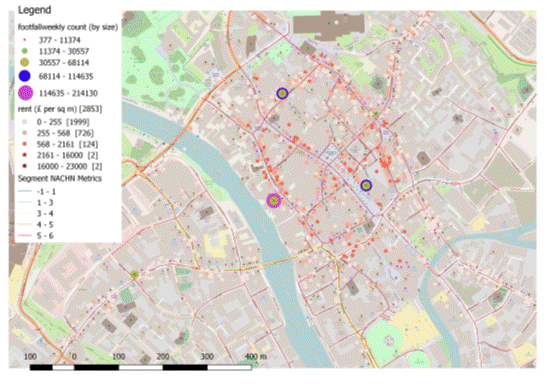 Legend
footfallweekly count (by size)
377 - 11374
11374 - 30557
30557 - 68114
68114 - 114635
114635 - 214130
rent (£ per sq m) [2853]
0 - 255 [1999]
255 - 568 [726]
568 - 2161 [124]
2161 - 16000 [2]
16000 - 23000 [2]
Segment NACHN Metrics
-1 - 1
1 - 3
3 - 4
4 - 5
5 - 6
100 0 100 200 300 400 m